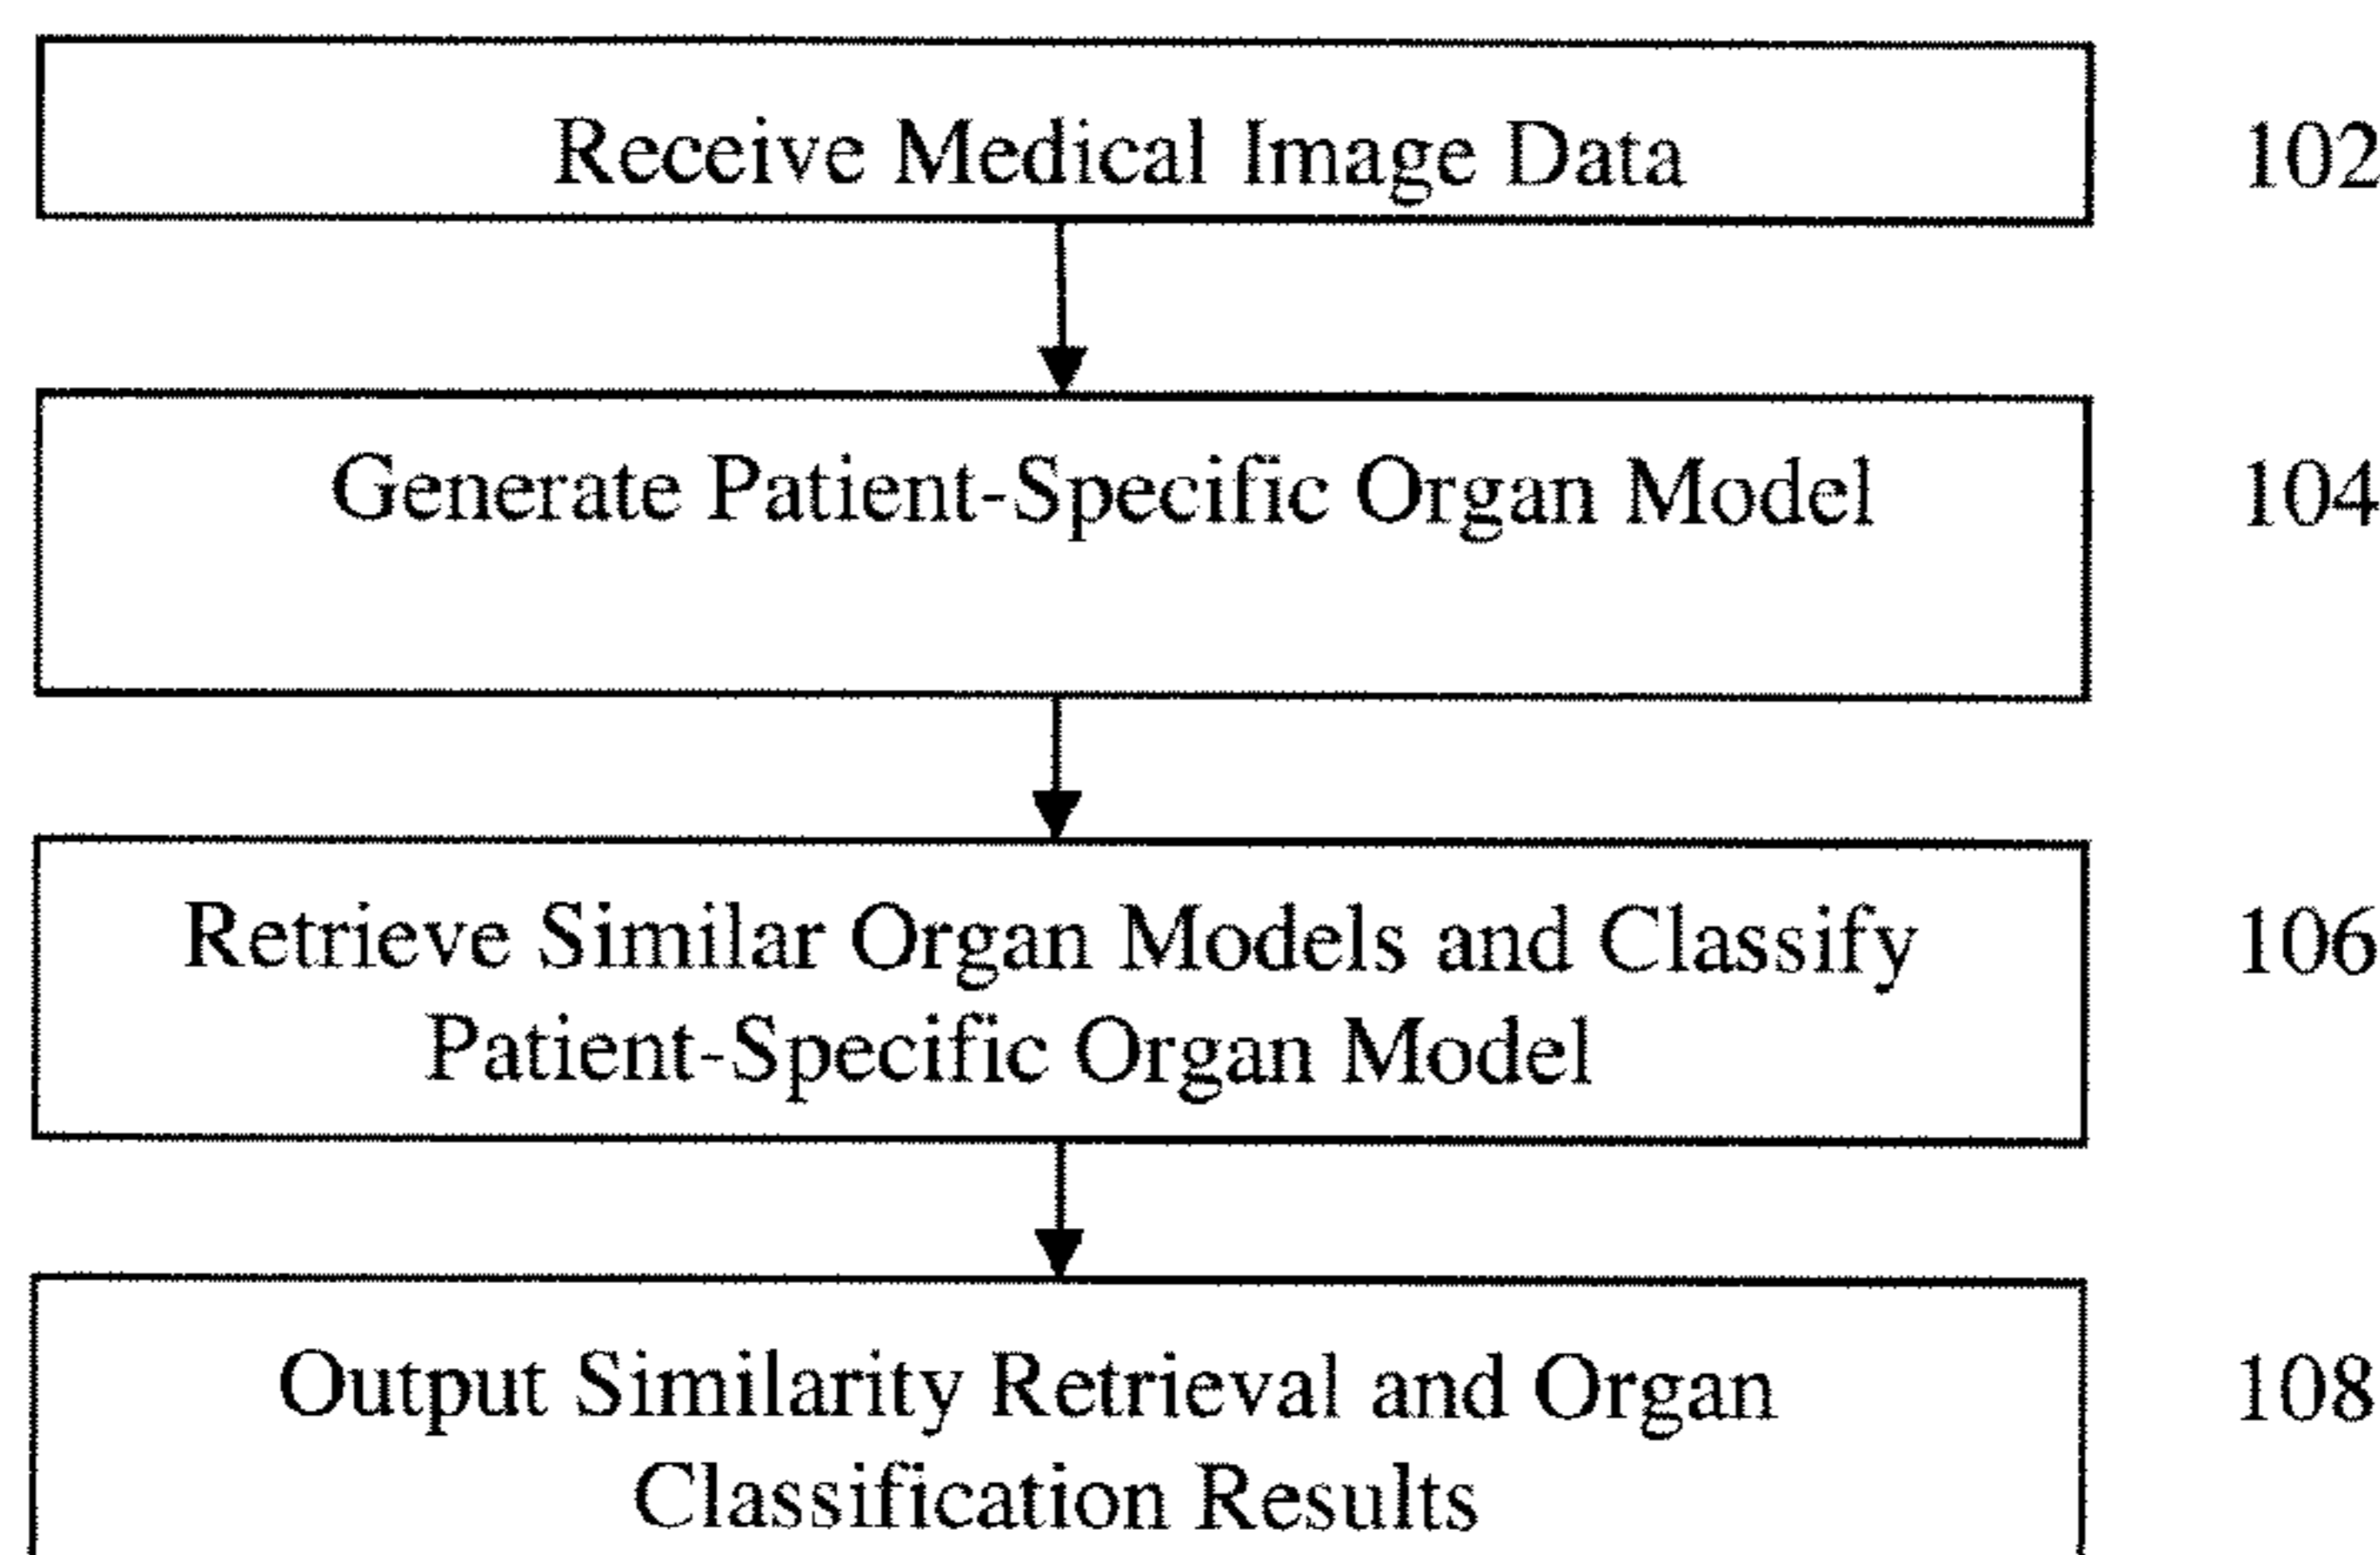 Receive Medical Image Data 102
Generate Patient-Specific Organ Model 104
Retrieve Similar Organ Models and Classify 106
Patient-Specific Organ Model
Output Similarity Retrieval and Organ 108
Classification Results